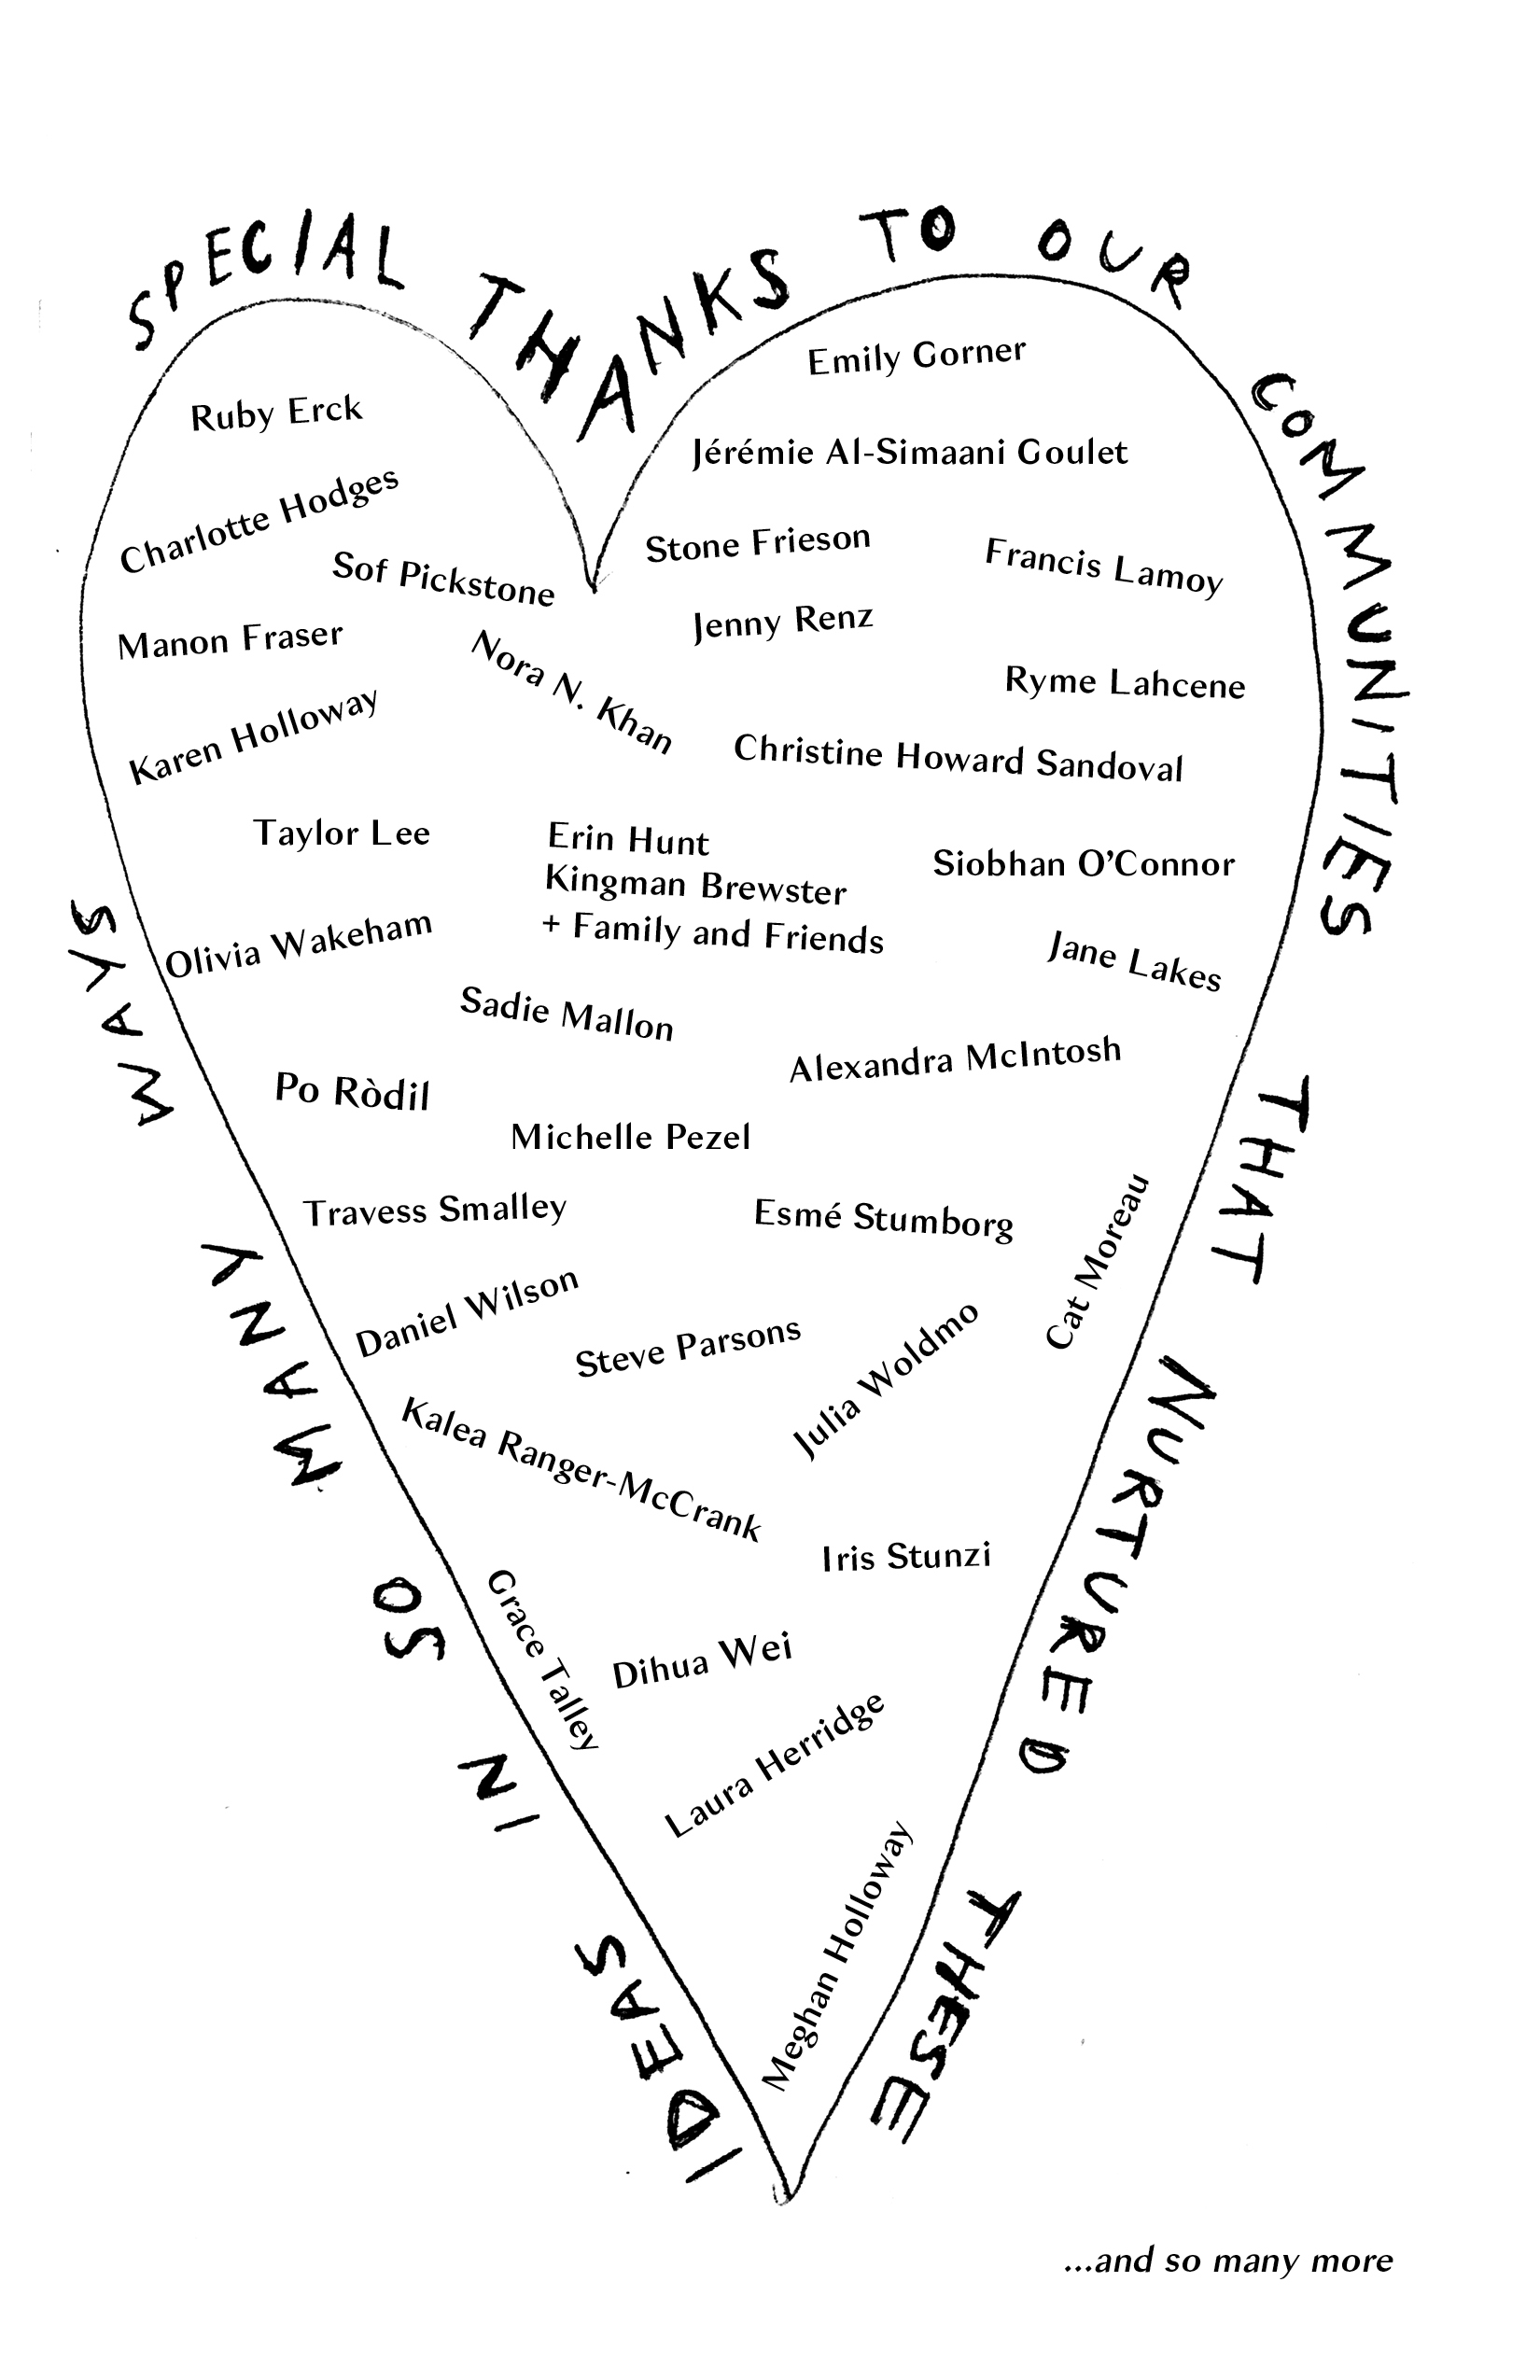 SPECIAL THANKS TO OUR COMMUNITIES THAT NURTURED THESE IDEAS IN SO MANY WAYS
Emily Gorner
Ruby Erck
Jérémie Al-Simaani Goulet
Charlotte Hodges
Stone Frieson
Francis Lamoy
Sof Pickstone
Jenny Renz
Manon Fraser
Nora N. Khan
Ryme Lahcene
Karen Holloway
Christine Howard Sandoval
Taylor Lee
Erin Hunt
Kingman Brewster
+ Family and Friends
Siobhan O’Connor
Olivia Wakeham
Jane Lakes
Sadie Mallon
Alexandra McIntosh
Po Ròdil
Michelle Pezel
Travess Smalley
Esmé Stumborg
Cat Moreau
Daniel Wilson
Steve Parsons
Julia Woldmo
Kalea Ranger-McCrank
Iris Stunzi
Grace Talley
Dihua Wei
Laura Herridge
Meghan Holloway
...and so many more